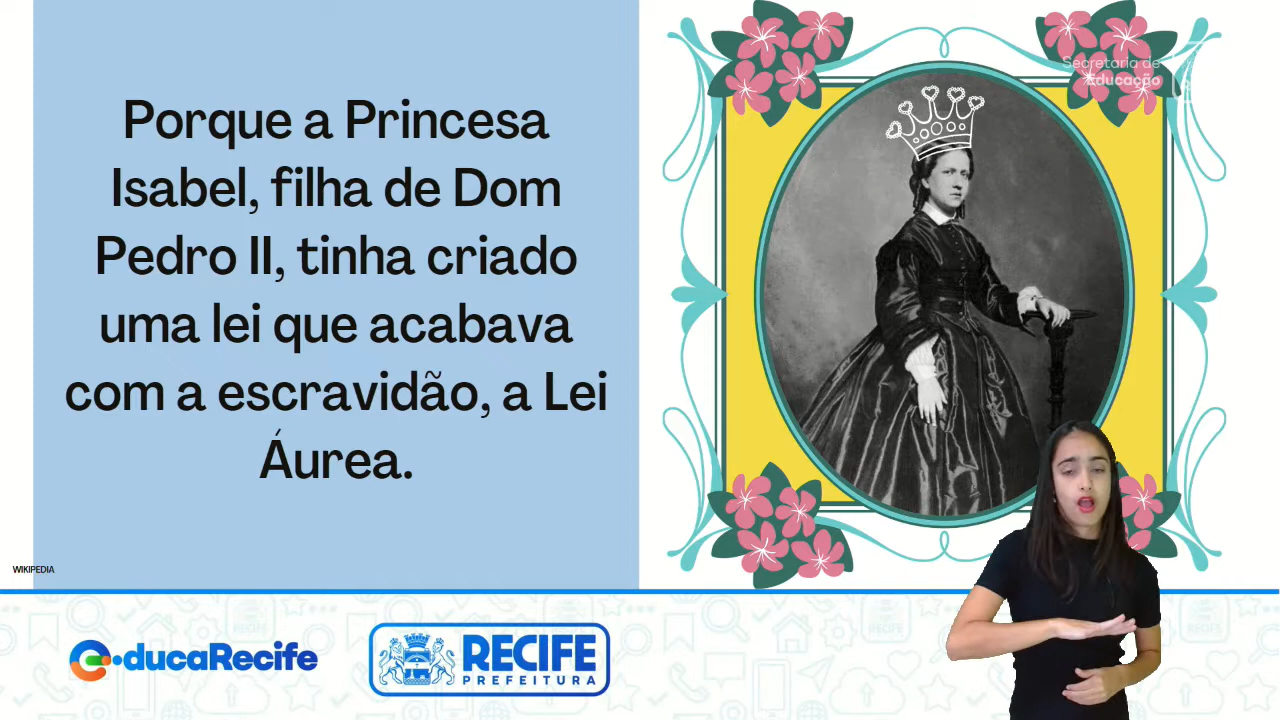 Porque a Princesa
Isabel, filha de Dom
Pedro II, tinha criado
uma lei que acabava
com a escravidão, a Lei
Áurea.
Secretaria de
Educação
WIKIPEDIA
ducaRecife
RECIFE
PREFEITURA